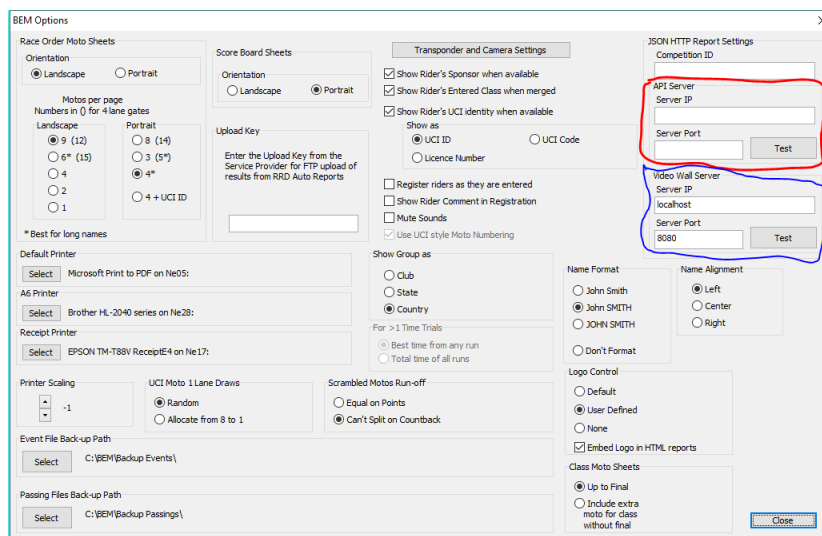 BEM Options
Race Order Moto Sheets
Orientation
Landscape
Portrait
Motos per page
Numbers in () for 4 lane gates
Landscape
Portrait
9 (12)
8 (14)
6* (15)
3 (5*)
4
4*
2
4 + UCI ID
1
* Best for long names
Score Board Sheets
Orientation
Landscape
Portrait
Upload Key
Enter the Upload Key from the
Service Provider for FTP upload of
results from RRD Auto Reports
Transponder and Camera Settings
Show Rider's Sponsor when available
Show Rider's Entered Class when merged
Show Rider's UCI identity when available
Show as
UCI ID
UCI Code
Licence Number
Register riders as they are entered
Show Rider Comment in Registration
Mute Sounds
Use UCI style Moto Numbering
JSON HTTP Report Settings
Competition ID
API Server
Server IP
Server Port
Test
Video Wall Server
Server IP
localhost
Server Port
8080
Test
Default Printer
Select
Microsoft Print to PDF on Ne05:
A6 Printer
Select
Brother HL-2040 series on Ne28:
Receipt Printer
Select
EPSON TM-T88V ReceiptE4 on Ne17:
Show Group as
Club
State
Country
For >1 Time Trials
Best time from any run
Total time of all runs
Name Format
John Smith
John SMITH
JOHN SMITH
Don't Format
Name Alignment
Left
Center
Right
Printer Scaling
-1
UCI Moto 1 Lane Draws
Random
Allocate from 8 to 1
Scrambled Motos Run-off
Equal on Points
Can't Split on Countback
Logo Control
Default
User Defined
None
Embed Logo in HTML reports
Event File Back-up Path
Select
C:\BEM\Backup Events\
Passing Files Back-up Path
Select
C:\BEM\Backup Passings\
Class Moto Sheets
Up to Final
Include extra
moto for class
without final
Close